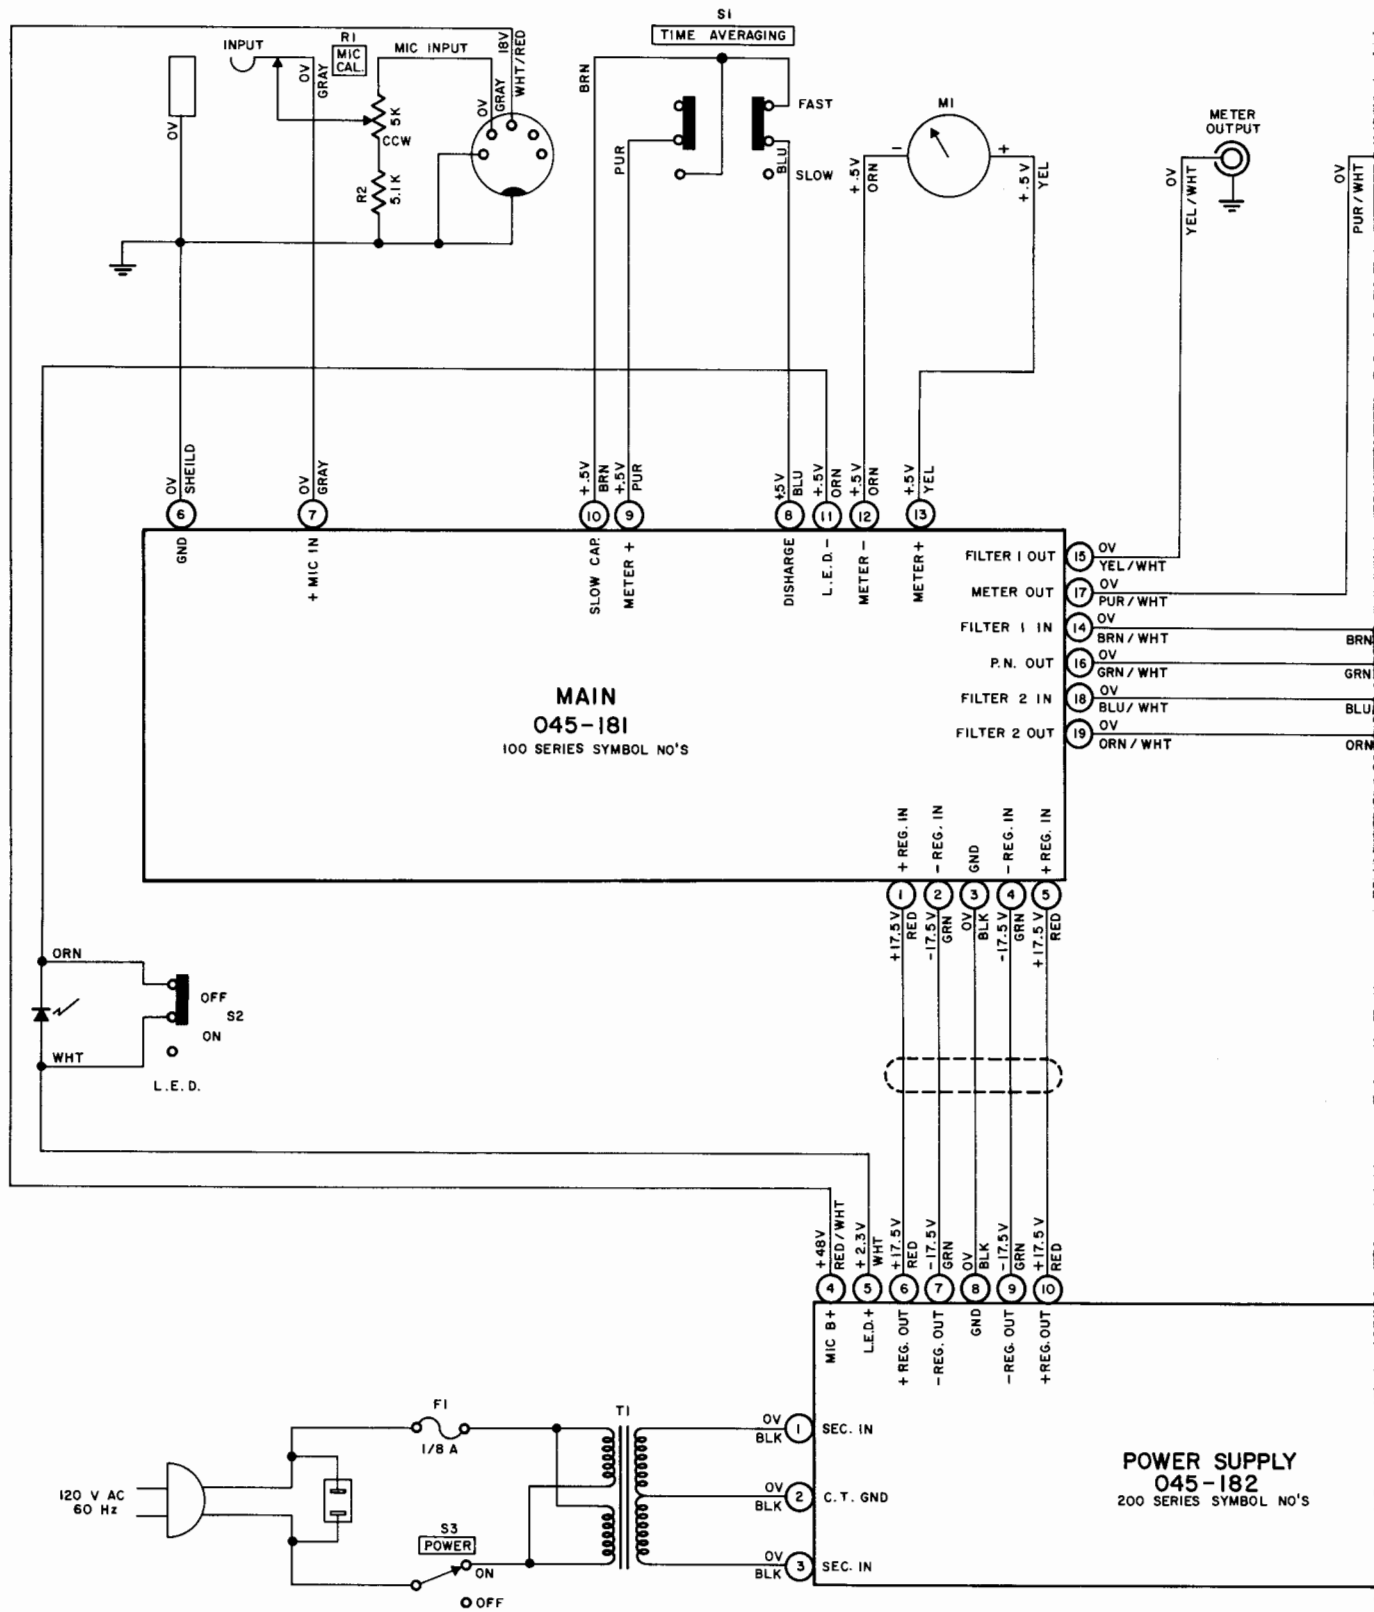 S1
TIME AVERAGING
INPUT
R1
MIC
CAL.
MIC INPUT
18V
WHT/RED
0V
GRAY
0V
GRAY
0V
5K
CCW
R2
5.1K
BRN
PUR
BLU
FAST
SLOW
M1
-
+
+.5V
ORN
+.5V
YEL
METER
OUTPUT
0V
YEL/WHT
0V
PUR/WHT
0V
SHEILD
0V
GRAY
+.5V
BRN
+.5V
PUR
+.5V
BLU
+.5V
ORN
+.5V
ORN
+.5V
YEL
6
7
10
9
8
11
12
13
GND
+ MIC IN
SLOW CAP.
METER +
DISHARGE
L.E.D.-
METER -
METER+
FILTER 1 OUT
15
0V
YEL/WHT
METER OUT
17
0V
PUR/WHT
FILTER 1 IN
14
0V
BRN/WHT
BRN
P.N. OUT
16
0V
GRN/WHT
GRN
FILTER 2 IN
18
0V
BLU/WHT
BLU
FILTER 2 OUT
19
0V
ORN/WHT
ORN
MAIN
045-181
100 SERIES SYMBOL NO'S
+ REG. IN
- REG. IN
GND
- REG. IN
+ REG. IN
1
2
3
4
5
+17.5V
RED
-17.5V
GRN
0V
BLK
-17.5V
GRN
+17.5V
RED
ORN
OFF
S2
ON
WHT
L.E.D.
+48V
RED/WHT
+2.3V
WHT
+17.5V
RED
-17.5V
GRN
0V
BLK
-17.5V
GRN
+17.5V
RED
4
5
6
7
8
9
10
MIC B+
L.E.D.+
+REG. OUT
-REG. OUT
GND
-REG. OUT
+REG. OUT
F1
1/8 A
T1
0V
BLK
1
SEC. IN
120 V AC
60 Hz
0V
BLK
2
C.T. GND
S3
POWER
ON
OFF
0V
BLK
3
SEC. IN
POWER SUPPLY
045-182
200 SERIES SYMBOL NO'S